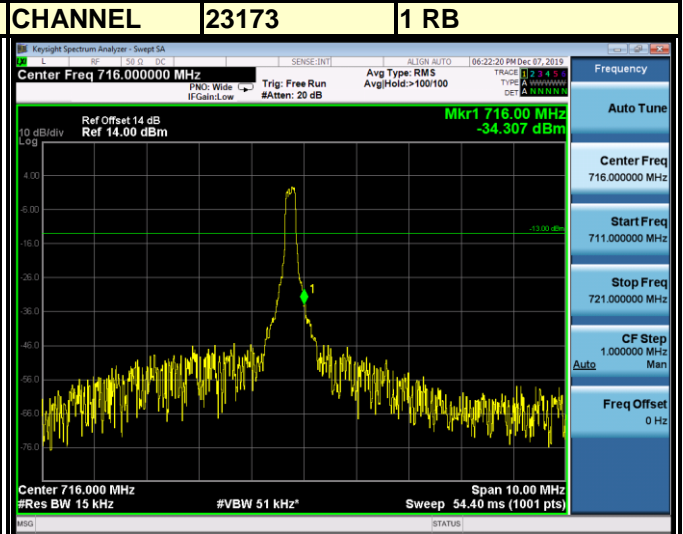 CHANNEL 23173 1 RB
Keysight Spectrum Analyzer - Swept SA
L RF 50 Ω DC SENSE:INT ALIGN AUTO 06:22:20 PM Dec 07, 2019
Center Freq 716.000000 MHz
PNO: Wide Trig: Free Run Avg Type: RMS TRACE 1 2 3 4 5 6
IFGain:Low #Atten: 20 dB Avg|Hold:>100/100 TYPE A WWWWW
DET A N N N N N
Ref Offset 14 dB Mkr1 716.00 MHz
10 dB/div Ref 14.00 dBm -34.307 dBm
Log
4.00
-6.00
-13.00 dBm
-16.0
-26.0
1
-36.0
-46.0
-56.0
-66.0
-76.0
Center 716.000 MHz Span 10.00 MHz
#Res BW 15 kHz #VBW 51 kHz* Sweep 54.40 ms (1001 pts)
MSG STATUS
Frequency
Auto Tune
Center Freq
716.000000 MHz
Start Freq
711.000000 MHz
Stop Freq
721.000000 MHz
CF Step
1.000000 MHz
Auto Man
Freq Offset
0 Hz